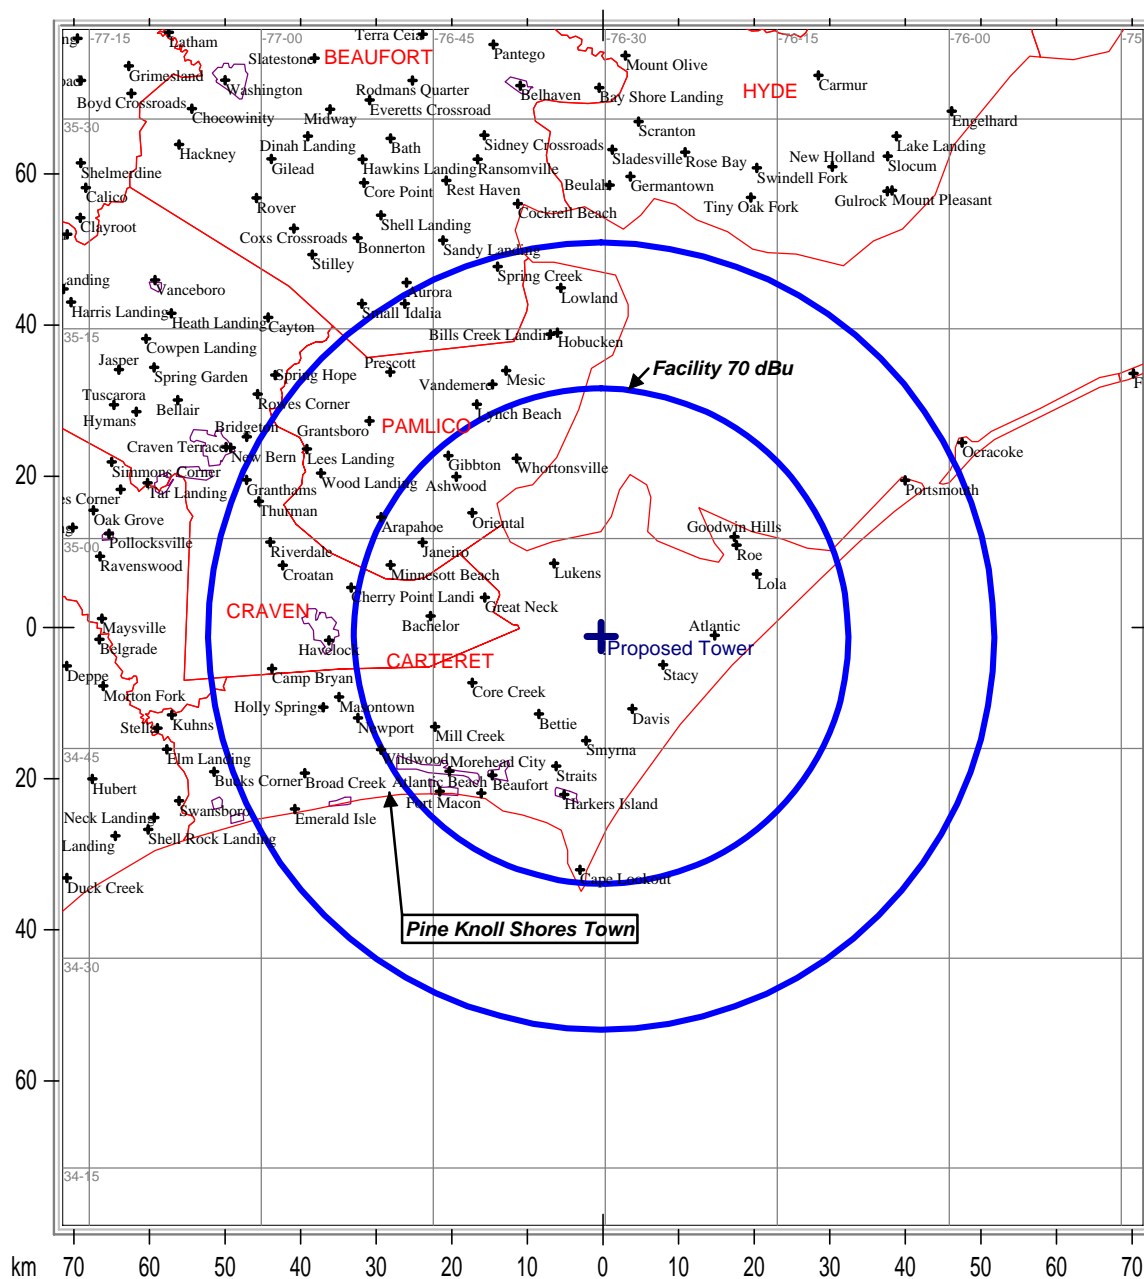 -77-15
-77-00
-76-45
-76-30
-76-15
-76-00
-75
ng
Latham
Terra Ceia
Slatestone
BEAUFORT
Pantego
Mount Olive
Grimesland
Washington
Rodmans Quarter
Belhaven
Bay Shore Landing
HYDE
Carmur
oad
Boyd Crossroads
Chocowinity
Midway
Everetts Crossroad
Scranton
Engelhard
35-30
Hackney
Dinah Landing
Bath
Sidney Crossroads
Sladesville
Rose Bay
New Holland
Lake Landing
Slocum
60
Shelmerdine
Gilead
Hawkins Landing
Ransomville
Swindell Fork
Calico
Core Point
Rest Haven
Beulah
Germantown
Gulrock
Mount Pleasant
Rover
Cockrell Beach
Tiny Oak Fork
Clayroot
Shell Landing
Coxs Crossroads
Bonnerton
Sandy Landing
Stilley
Spring Creek
anding
Vanceboro
Aurora
Lowland
Harris Landing
Heath Landing
Cayton
Small
Idalia
40
35-15
Cowpen Landing
Bills Creek Landin
Hobucken
Jasper
Spring Garden
Spring Hope
Prescott
Facility 70 dBu
Vandemere
Mesic
F
Tuscarora
Hymans
Bellair
Rowes Corner
Lynch Beach
Bridgeton
Grantsboro
PAMLICO
Craven Terrace
New Bern
Lees Landing
Gibbton
Whortonsville
Ocracoke
Simmons Corner
20
es Corner
Tar Landing
Granthams
Wood Landing
Ashwood
Portsmouth
Thurman
Oak Grove
Arapahoe
Oriental
Goodwin Hills
35-00
Pollocksville
Riverdale
Janeiro
Roe
Ravenswood
Croatan
Minnesott Beach
Lukens
Lola
Cherry Point Landi
Great Neck
CRAVEN
0
Maysville
Bachelor
Atlantic
Belgrade
Havelock
Proposed Tower
CARTERET
Deppe
Camp Bryan
Stacy
Morton Fork
Core Creek
Holly Spring
Masontown
Stella
Kuhns
Newport
Mill Creek
Bettie
Davis
34-45
Elm Landing
Wildwood
Morehead City
Smyrna
20
Hubert
Bucks Corner
Broad Creek
Atlantic Beach
Beaufort
Straits
Swansboro
Fort Macon
Harkers Island
Neck Landing
Emerald Isle
Landing
Shell Rock Landing
Duck Creek
Cape Lookout
40
Pine Knoll Shores Town
34-30
60
34-15
km 70 60 50 40 30 20 10 0 10 20 30 40 50 60 70